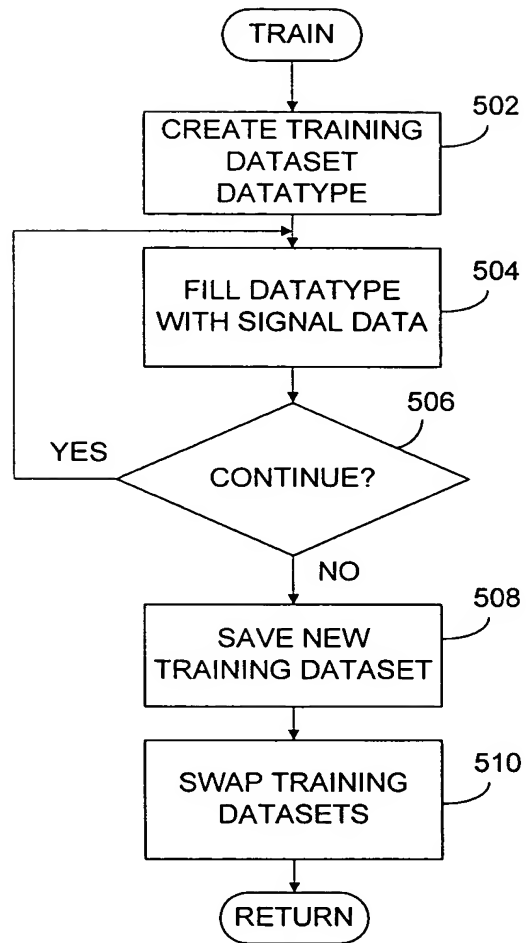 TRAIN
502
CREATE TRAINING
DATASET
DATATYPE
504
FILL DATATYPE
WITH SIGNAL DATA
506
YES
CONTINUE?
NO
508
SAVE NEW
TRAINING DATASET
510
SWAP TRAINING
DATASETS
RETURN